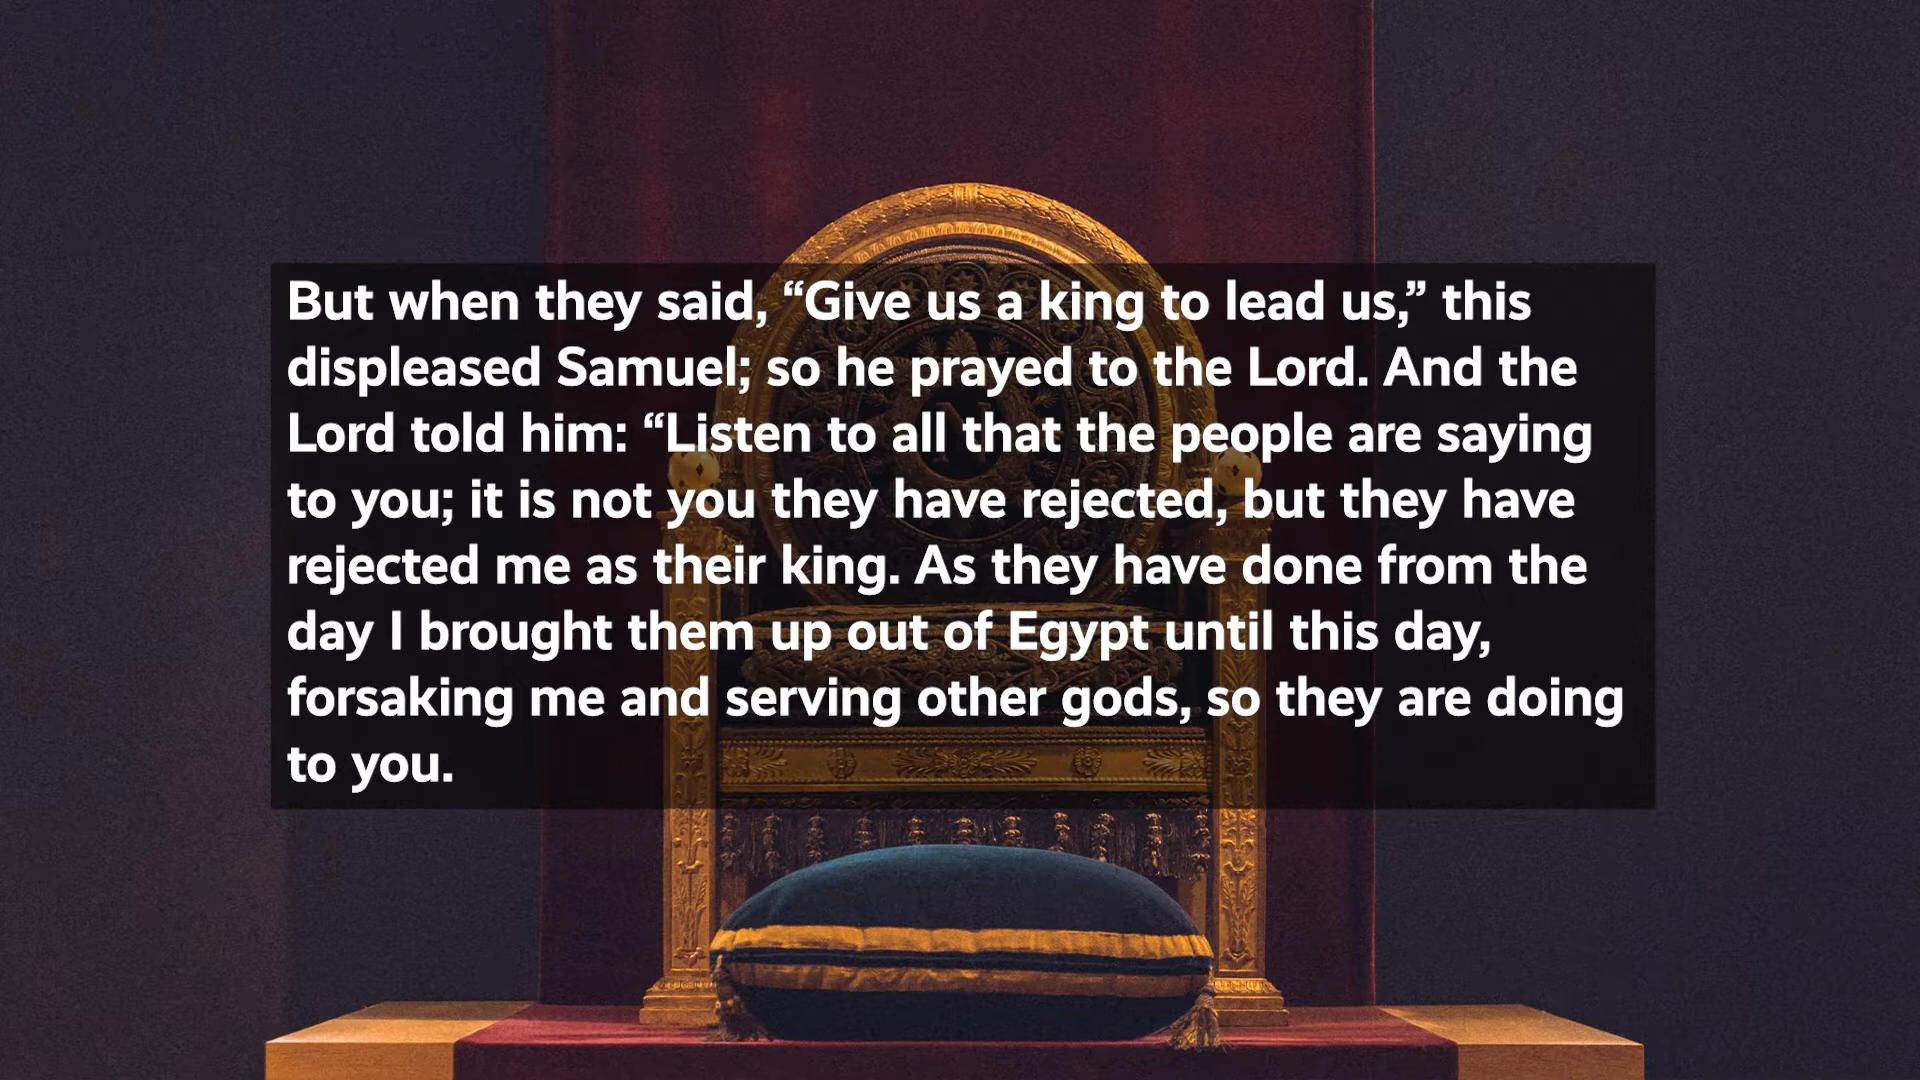 But when they said, “Give us a king to lead us,” this
displeased Samuel; so he prayed to the Lord. And the
Lord told him: “Listen to all that the people are saying
to you; it is not you they have rejected, but they have
rejected me as their king. As they have done from the
day I brought them up out of Egypt until this day,
forsaking me and serving other gods, so they are doing
to you.